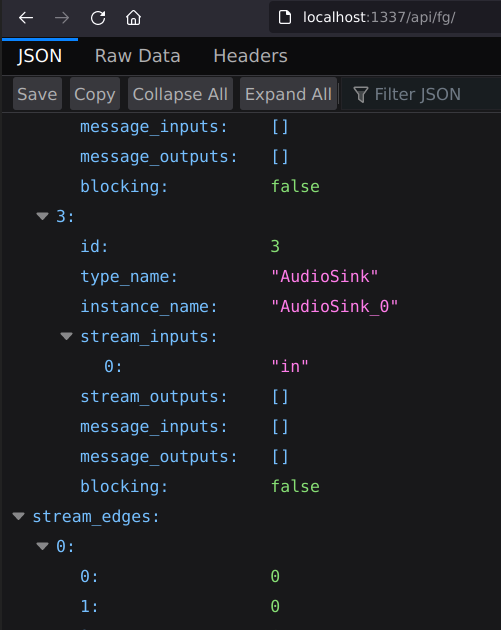 localhost:1337/api/fg/
JSON Raw Data Headers
Save Copy Collapse All Expand All Filter JSON
message_inputs: []
message_outputs: []
blocking: false
3:
id: 3
type_name: "AudioSink"
instance_name: "AudioSink_0"
stream_inputs:
0: "in"
stream_outputs: []
message_inputs: []
message_outputs: []
blocking: false
stream_edges:
0:
0: 0
1: 0